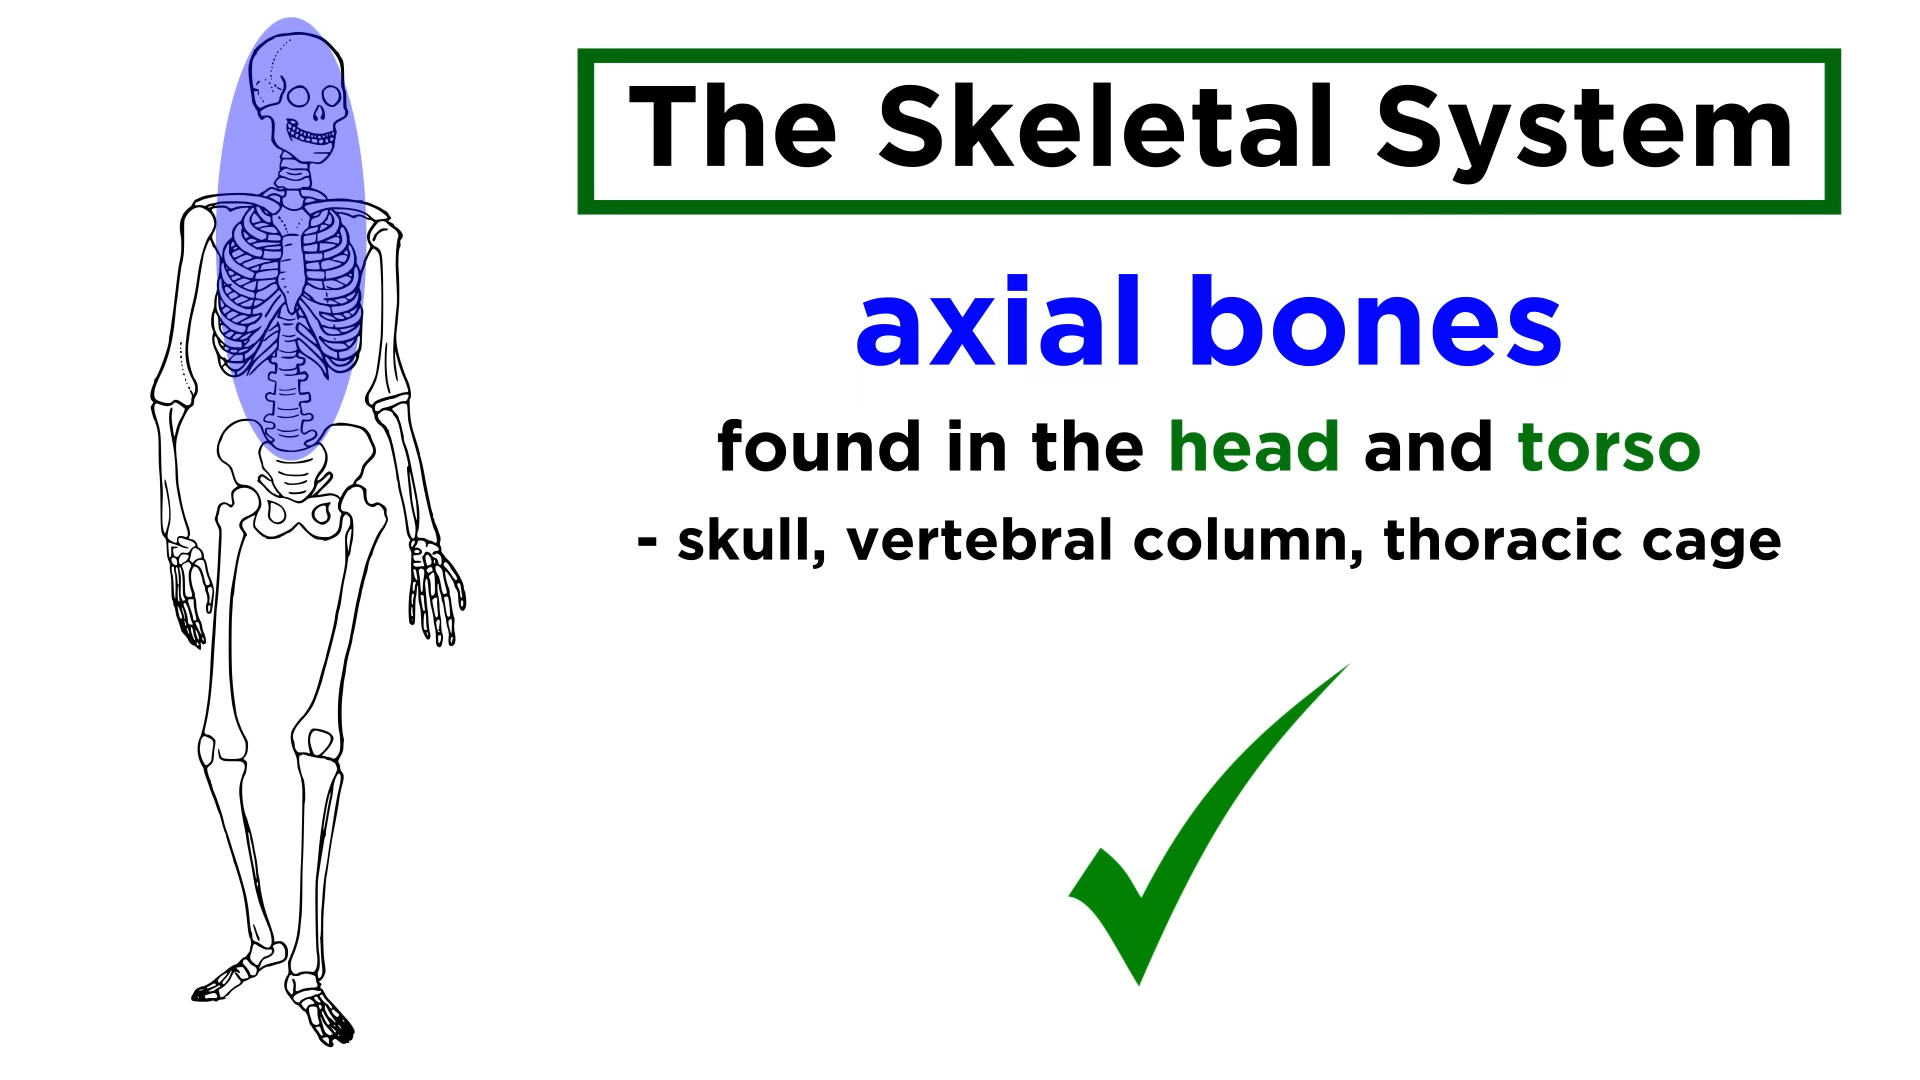 The Skeletal System
axial bones
found in the head and torso
- skull, vertebral column, thoracic cage